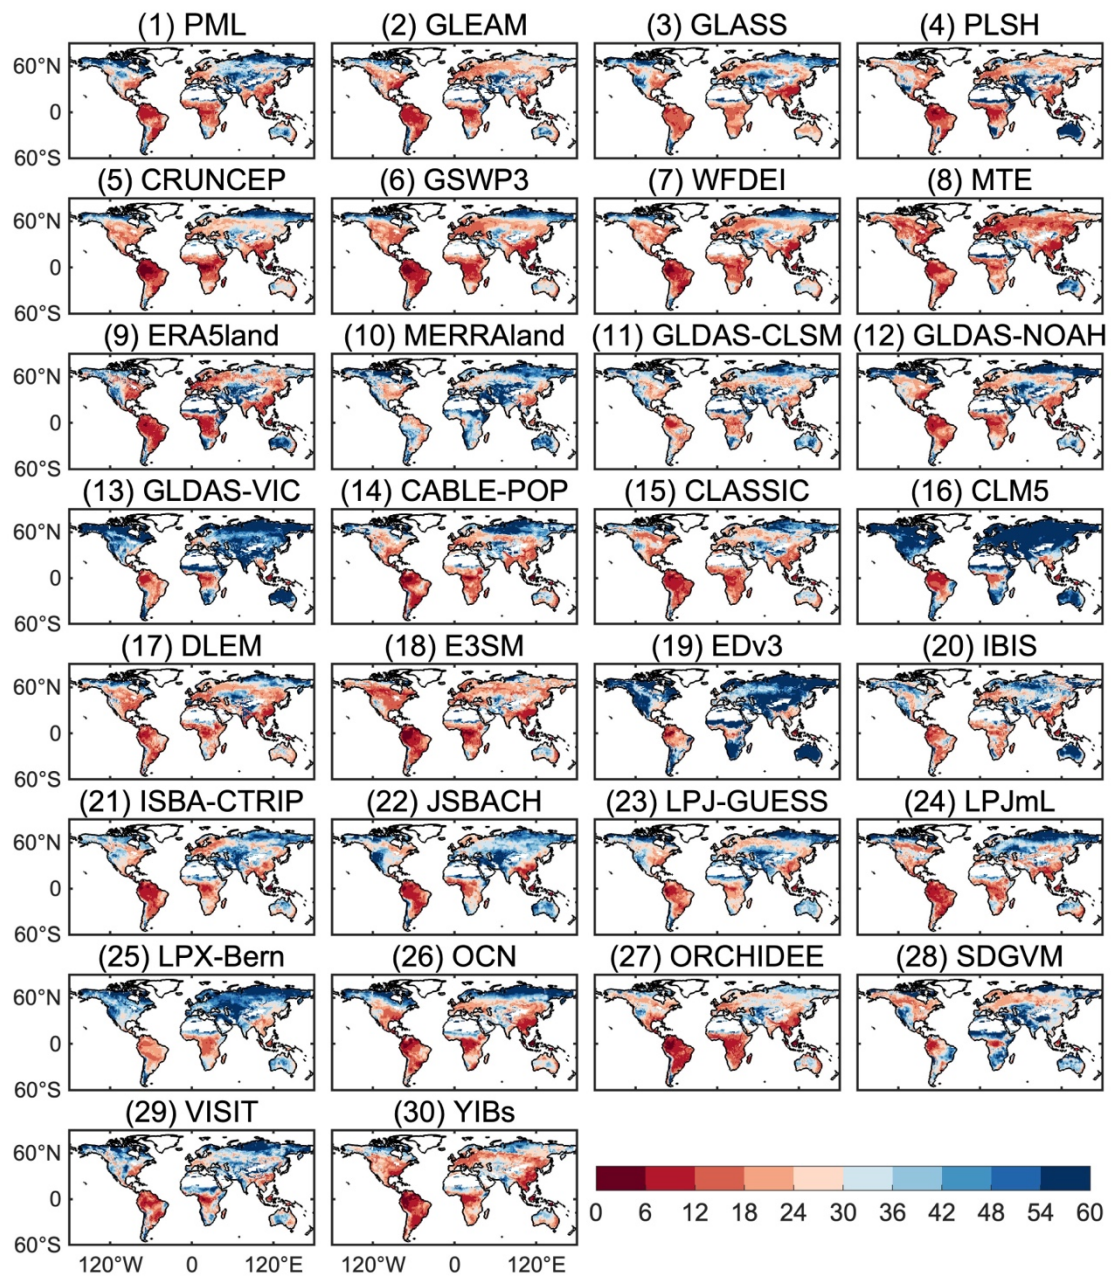 (1) PML (2) GLEAM (3) GLASS (4) PLSH
60°N
0
60°S
(5) CRUNCEP (6) GSWP3 (7) WFDEI (8) MTE
60°N
0
60°S
(9) ERA5land (10) MERRAland (11) GLDAS-CLSM (12) GLDAS-NOAH
60°N
0
60°S
(13) GLDAS-VIC (14) CABLE-POP (15) CLASSIC (16) CLM5
60°N
0
60°S
(17) DLEM (18) E3SM (19) EDv3 (20) IBIS
60°N
0
60°S
(21) ISBA-CTRIP (22) JSBACH (23) LPJ-GUESS (24) LPJmL
60°N
0
60°S
(25) LPX-Bern (26) OCN (27) ORCHIDEE (28) SDGVM
60°N
0
60°S
(29) VISIT (30) YIBs
60°N
0
60°S
120°W 0 120°E 120°W 0 120°E
0 6 12 18 24 30 36 42 48 54 60